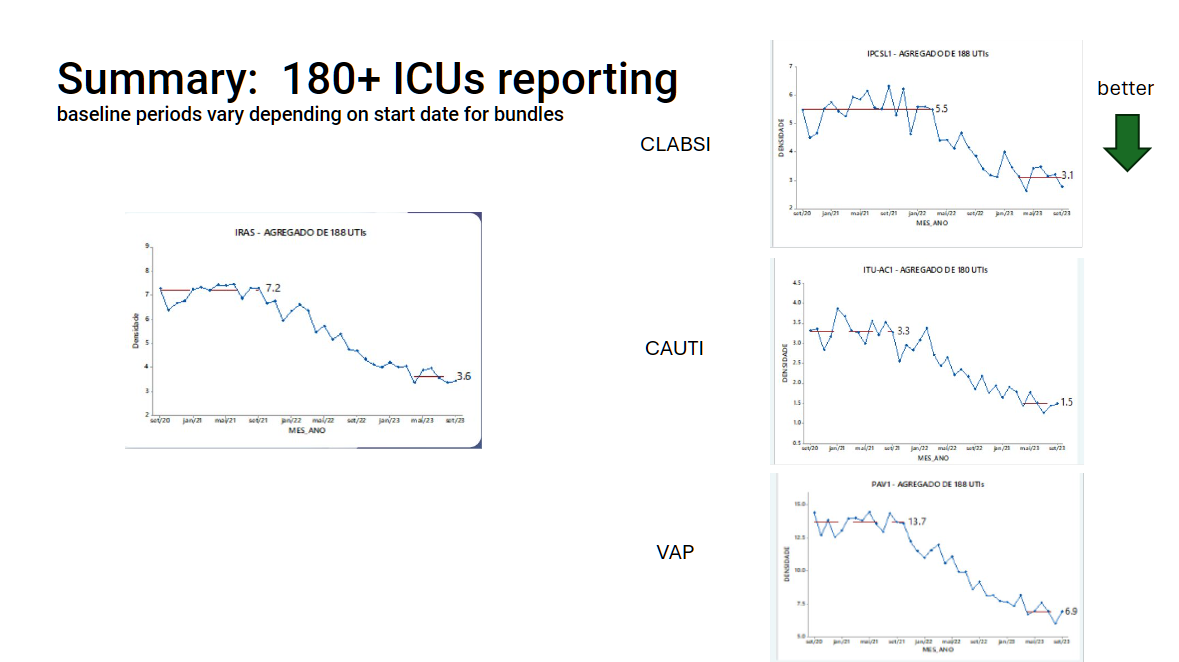 Summary:  180+ ICUs reporting
baseline periods vary depending on start date for bundles
IRAS - AGREGADO DE 188 UTIs
Densidade
9
8
7
6
5
4
3
2
7.2
3.6
set/20 jan/21 mai/21 set/21 jan/22 mai/22 set/22 jan/23 mai/23 set/23
MES_ANO
CLABSI
IPCSL1 - AGREGADO DE 188 UTIs
DENSIDADE
7
6
5
4
3
2
5.5
3.1
set/20 jan/21 mai/21 set/21 jan/22 mai/22 set/22 jan/23 mai/23 set/23
MES_ANO
better
CAUTI
ITU-AC1 - AGREGADO DE 180 UTIs
DENSIDADE
4.5
4.0
3.5
3.0
2.5
2.0
1.5
1.0
0.5
3.3
1.5
set/20 jan/21 mai/21 set/21 jan/22 mai/22 set/22 jan/23 mai/23 set/23
MES_ANO
VAP
PAV1 - AGREGADO DE 188 UTIs
DENSIDADE
15.0
12.5
10.0
7.5
5.0
13.7
6.9
set/20 jan/21 mai/21 set/21 jan/22 mai/22 set/22 jan/23 mai/23 set/23
MES_ANO